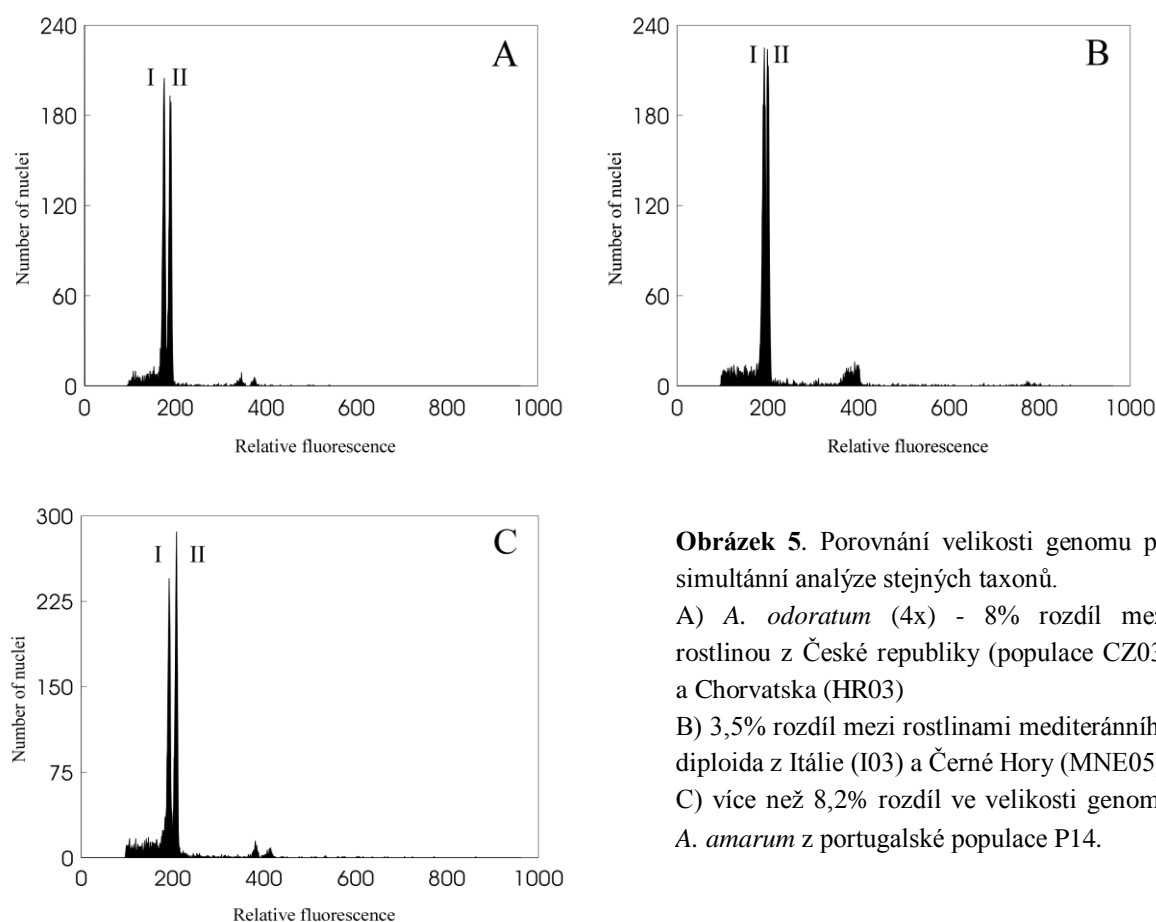 A
I II
240
180
120
60
0
Number of nuclei
0 200 400 600 800 1000
Relative fluorescence
B
I II
240
180
120
60
0
Number of nuclei
0 200 400 600 800 1000
Relative fluorescence
C
I II
300
225
150
75
0
Number of nuclei
0 200 400 600 800 1000
Relative fluorescence
Obrázek 5. Porovnání velikosti genomu p
simultánní analýze stejných taxonů.
A) A. odoratum (4x) - 8% rozdíl mez
rostlinou z České republiky (populace CZ03
a Chorvatska (HR03)
B) 3,5% rozdíl mezi rostlinami mediteránníh
diploida z Itálie (I03) a Černé Hory (MNE05
C) více než 8,2% rozdíl ve velikosti genom
A. amarum z portugalské populace P14.